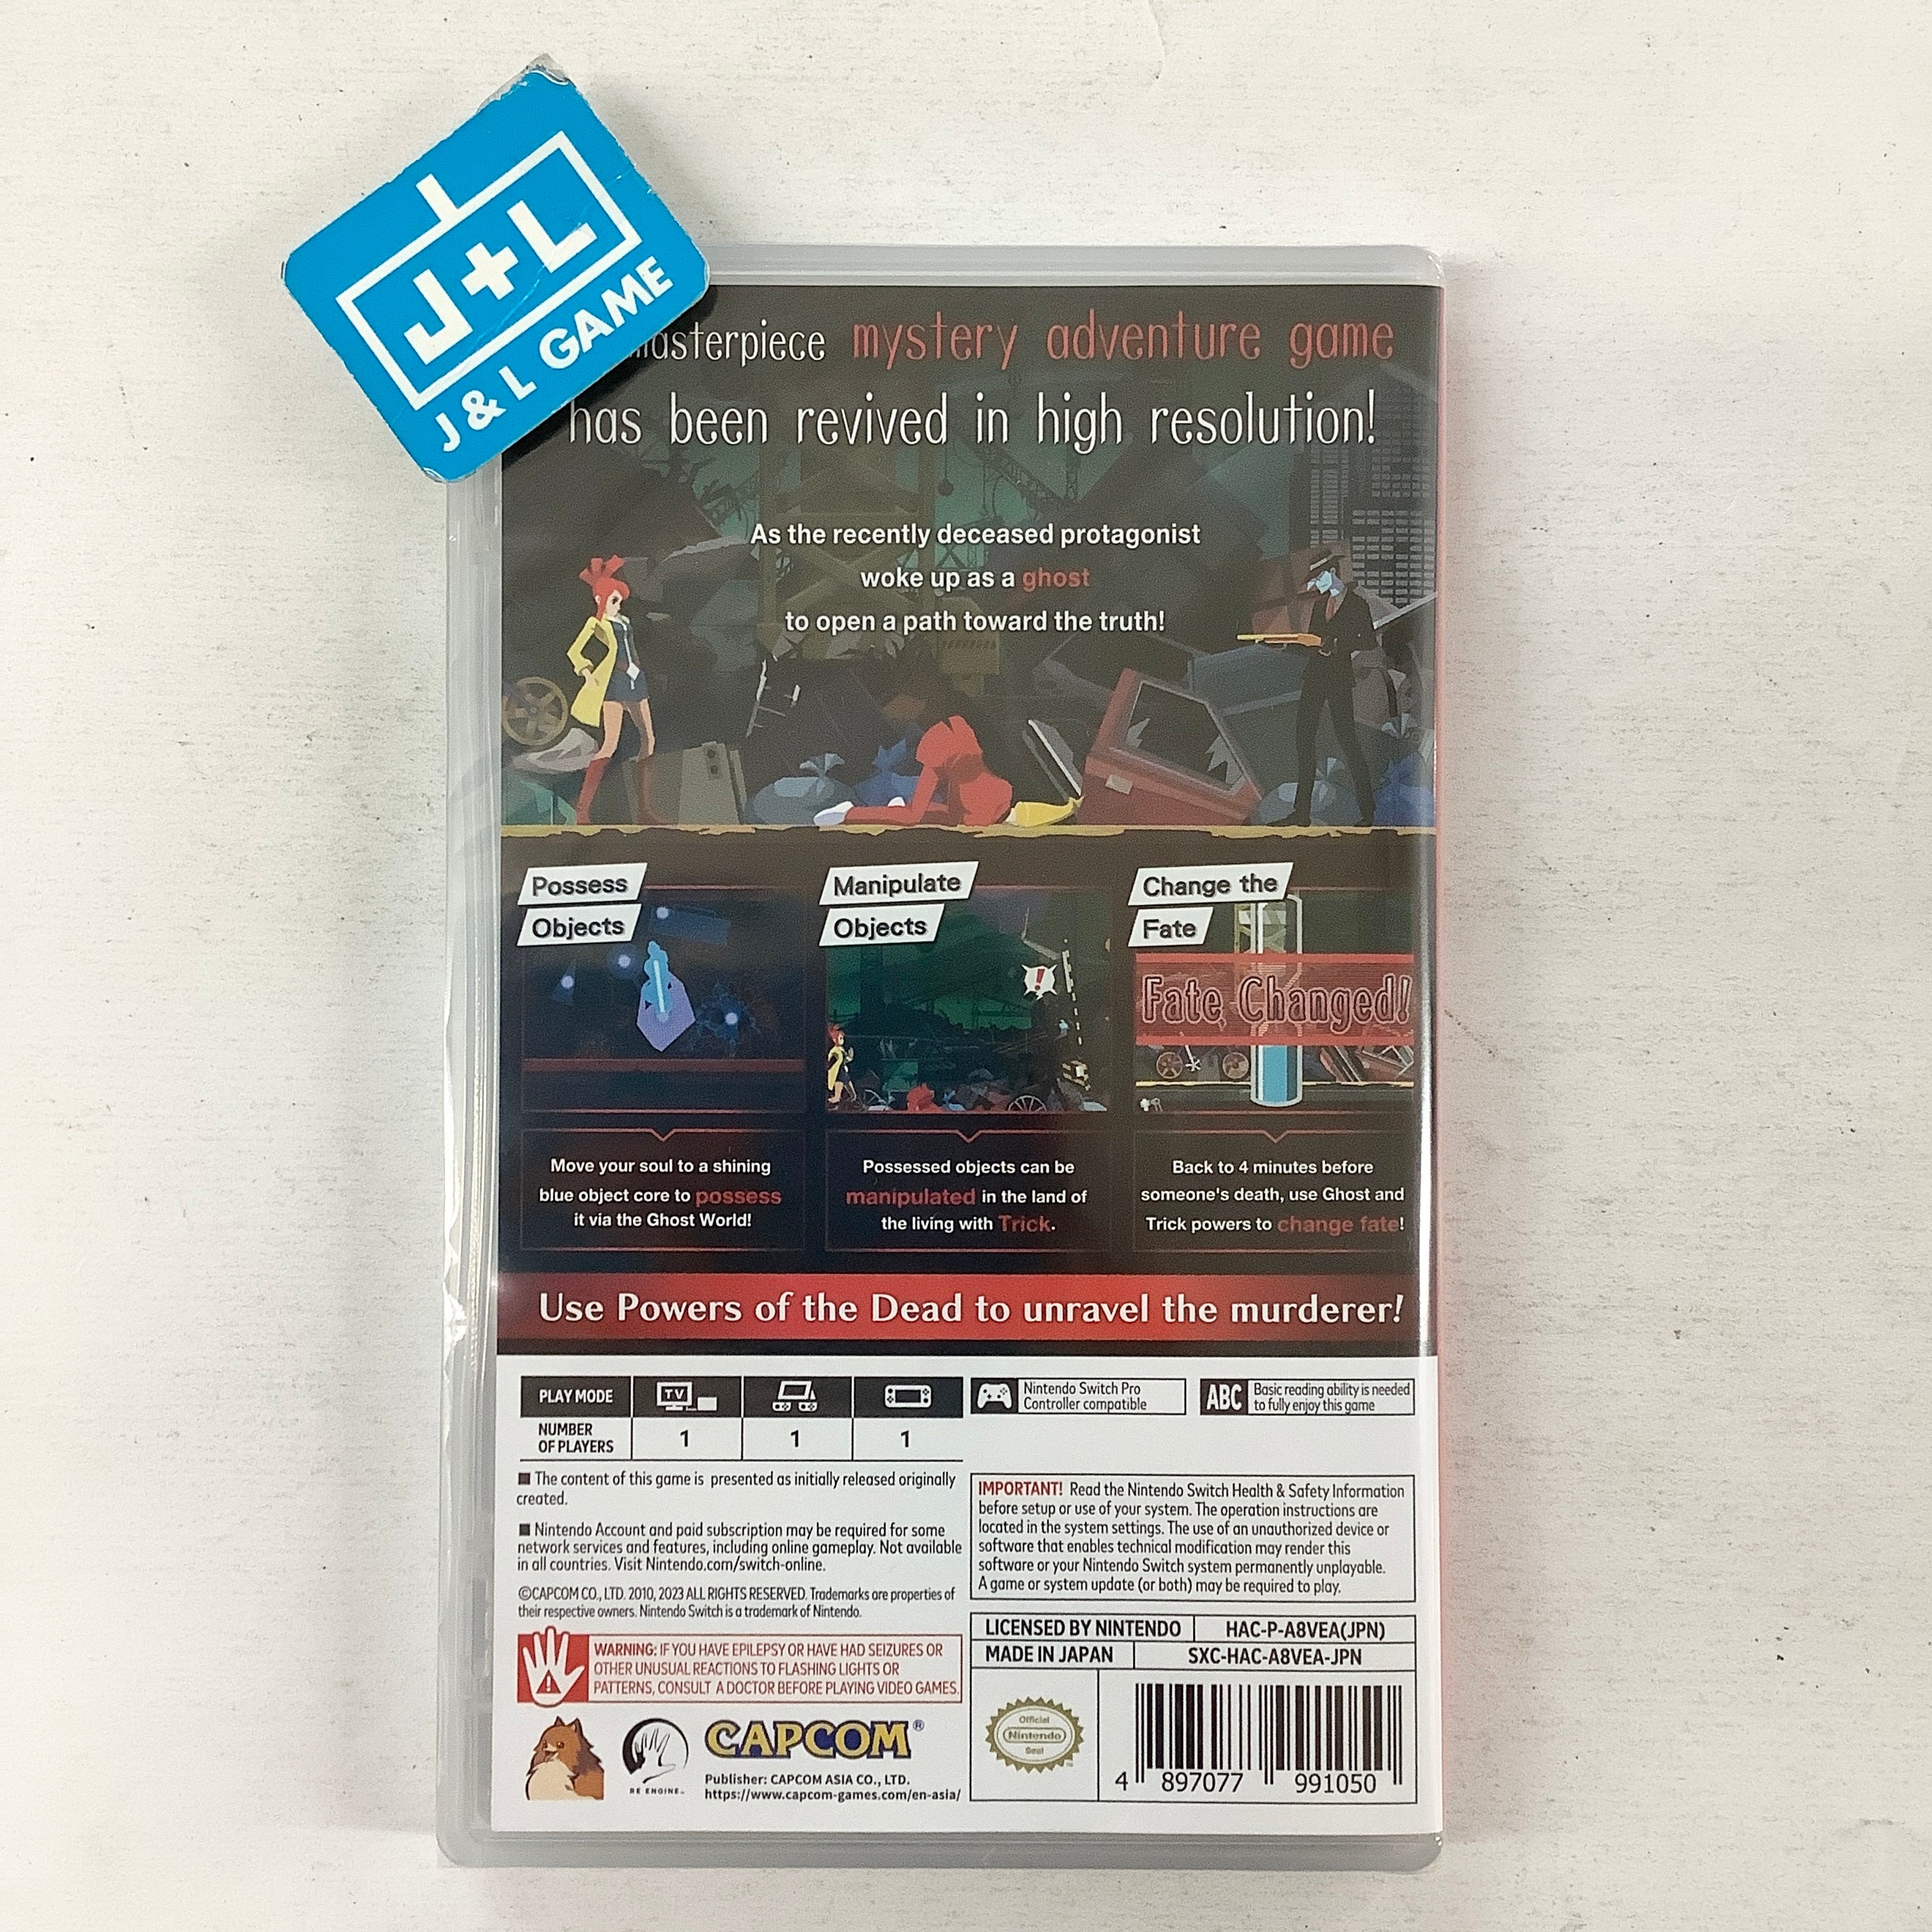 J+L
J & L GAME
mystery adventure game
has been revived in high resolution!
As the recently deceased protagonist
woke up as a ghost
to open a path toward the truth!
Possess
Objects
Move your soul to a shining
blue object core to possess
it via the Ghost World!
Manipulate
Objects
!
Possessed objects can be
manipulated in the land of
the living with Trick.
Change the
Fate
Fate Changed!
Back to 4 minutes before
someone's death, use Ghost and
Trick powers to change fate!
Use Powers of the Dead to unravel the murderer!
PLAY MODE
TV
NUMBER
OF PLAYERS
1 1 1
Nintendo Switch Pro
Controller compatible
ABC
Basic reading ability is needed
to fully enjoy this game
■ The content of this game is presented as initially released originally
created.
■ Nintendo Account and paid subscription may be required for some
network services and features, including online gameplay. Not available
in all countries. Visit Nintendo.com/switch-online.
©CAPCOM CO., LTD. 2010, 2023 ALL RIGHTS RESERVED. Trademarks are properties of
their respective owners. Nintendo Switch is a trademark of Nintendo.
WARNING: IF YOU HAVE EPILEPSY OR HAVE HAD SEIZURES OR
OTHER UNUSUAL REACTIONS TO FLASHING LIGHTS OR
PATTERNS, CONSULT A DOCTOR BEFORE PLAYING VIDEO GAMES.
RE ENGINE™
CAPCOM®
Publisher: CAPCOM ASIA CO., LTD.
https://www.capcom-games.com/en-asia/
IMPORTANT! Read the Nintendo Switch Health & Safety Information
before setup or use of your system. The operation instructions are
located in the system settings. The use of an unauthorized device or
software that enables technical modification may render this
software or your Nintendo Switch system permanently unplayable.
A game or system update (or both) may be required to play.
LICENSED BY NINTENDO
HAC-P-A8VEA(JPN)
MADE IN JAPAN
SXC-HAC-A8VEA-JPN
Official
Nintendo
Seal
™
4 897077 991050